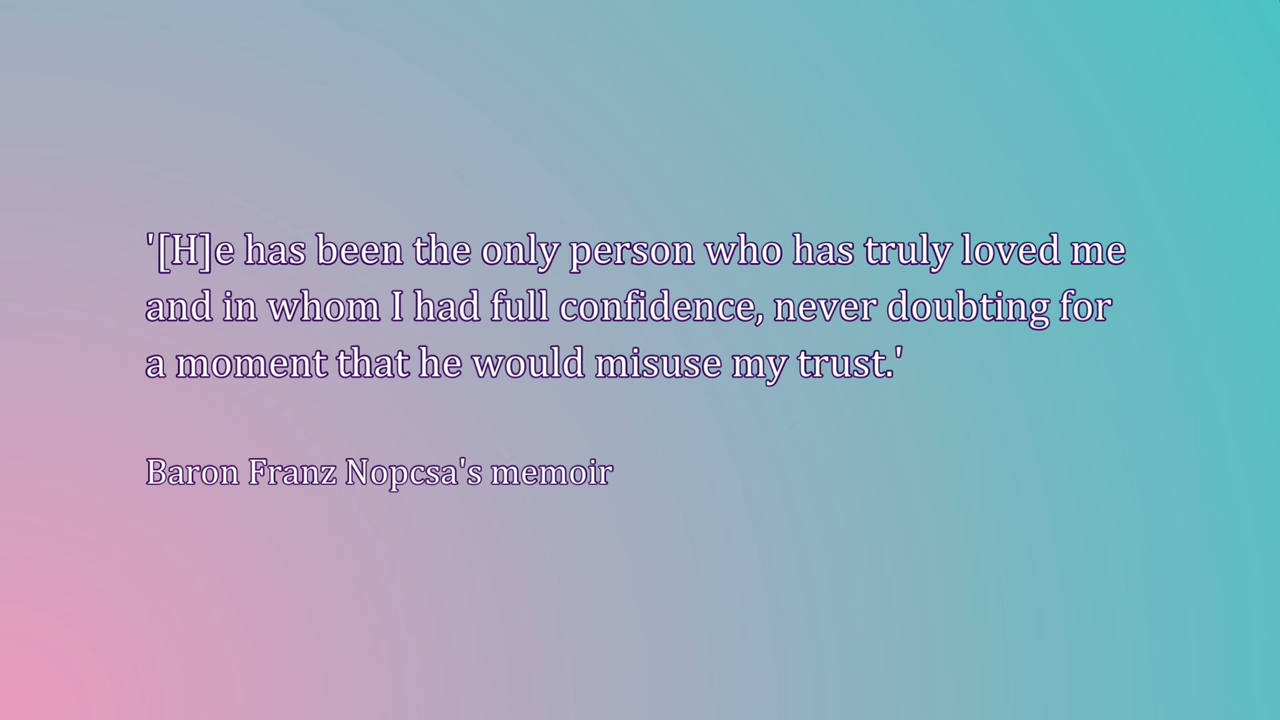 '[H]e has been the only person who has truly loved me
and in whom I had full confidence, never doubting for
a moment that he would misuse my trust.'
Baron Franz Nopcsa's memoir